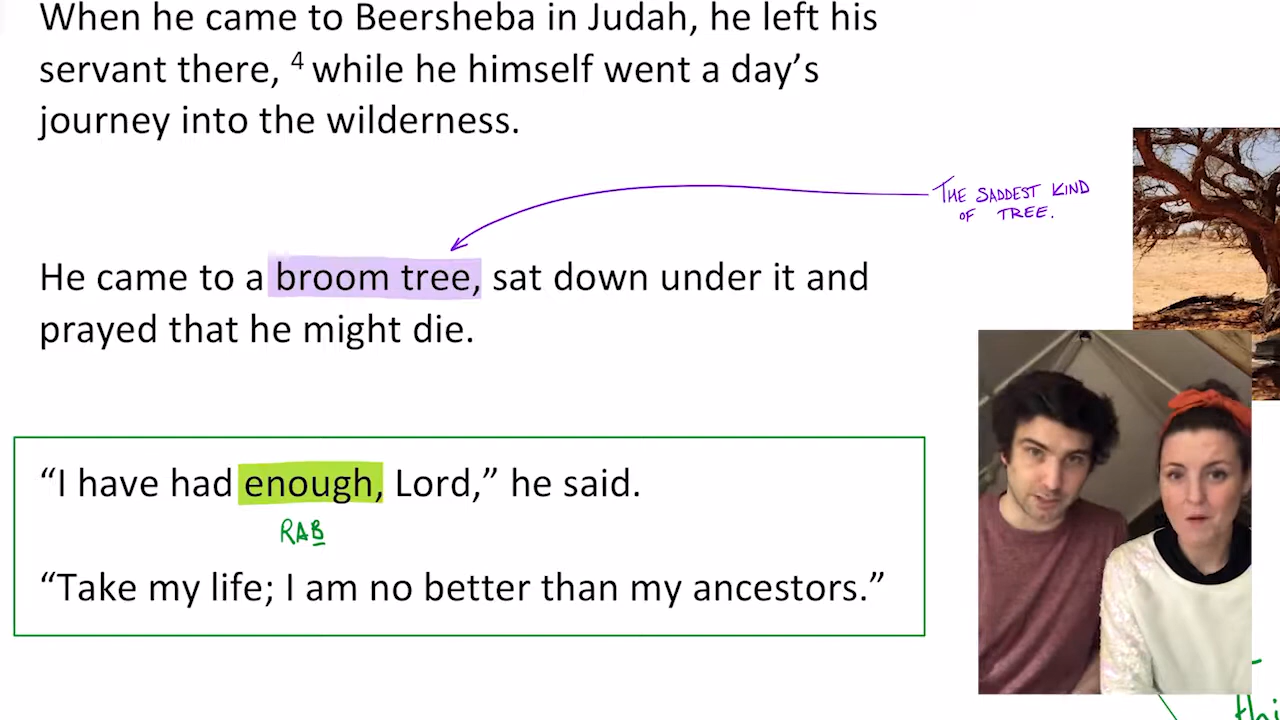 When he came to Beersheba in Judah, he left his
servant there, 4 while he himself went a day’s
journey into the wilderness.
THE SADDEST KIND
OF TREE.
He came to a broom tree, sat down under it and
prayed that he might die.
“I have had enough, Lord,” he said.
RAB
“Take my life; I am no better than my ancestors.”